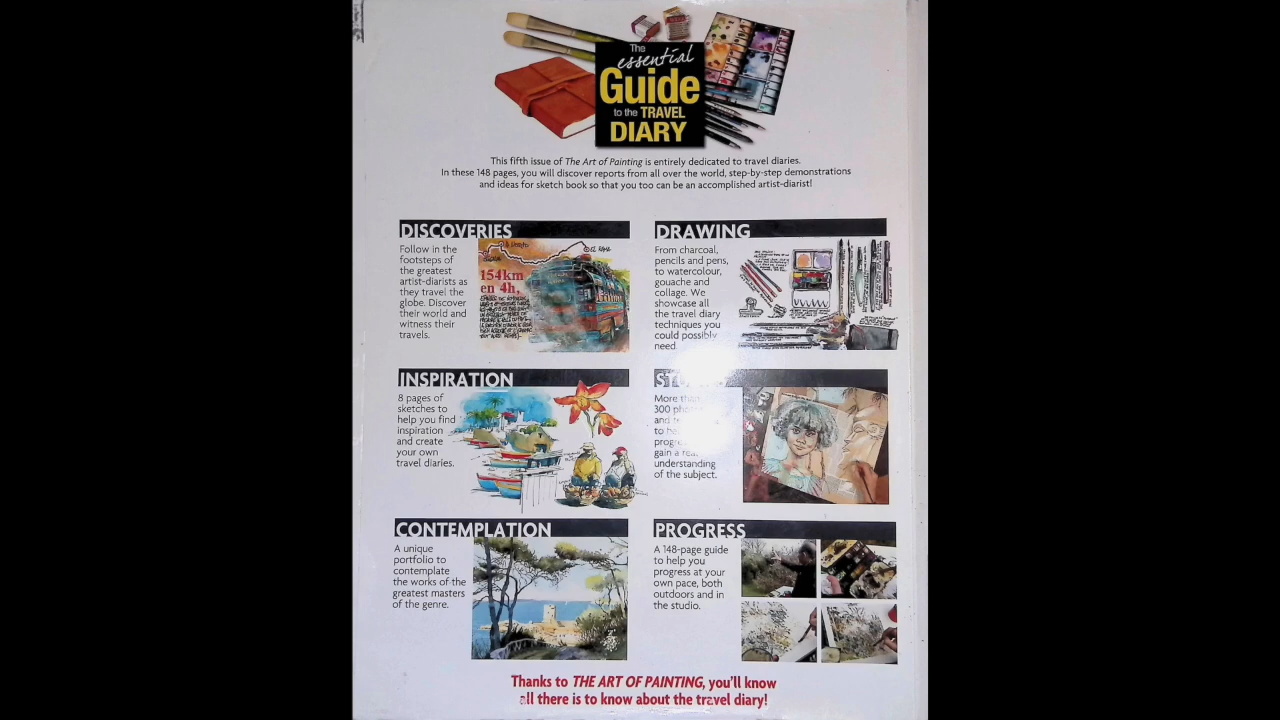 The
essential
Guide
to the TRAVEL
DIARY
This fifth issue of The Art of Painting is entirely dedicated to travel diaries.
In these 148 pages, you will discover reports from all over the world, step-by-step demonstrations
and ideas for sketch book so that you too can be an accomplished artist-diarist!
DISCOVERIES
Follow in the
footsteps of
the greatest
artist-diarists as
they travel the
globe. Discover
their world and
witness their
travels.
154km
en 4h,
DRAWING
From charcoal,
pencils and pens,
to watercolour,
gouache and
collage. We
showcase all
the travel diary
techniques you
could possibly
need
INSPIRATION
8 pages of
sketches to
help you find
inspiration
and create
your own
travel diaries.
More
300
and
to
gain a
understanding
of the subject.
CONTEMPLATION
A unique
portfolio to
contemplate
the works of the
greatest masters
of the genre.
PROGRESS
A 148-page guide
to help you
progress at your
own pace, both
outdoors and in
the studio.
Thanks to THE ART OF PAINTING, you'll know
all there is to know about the travel diary!